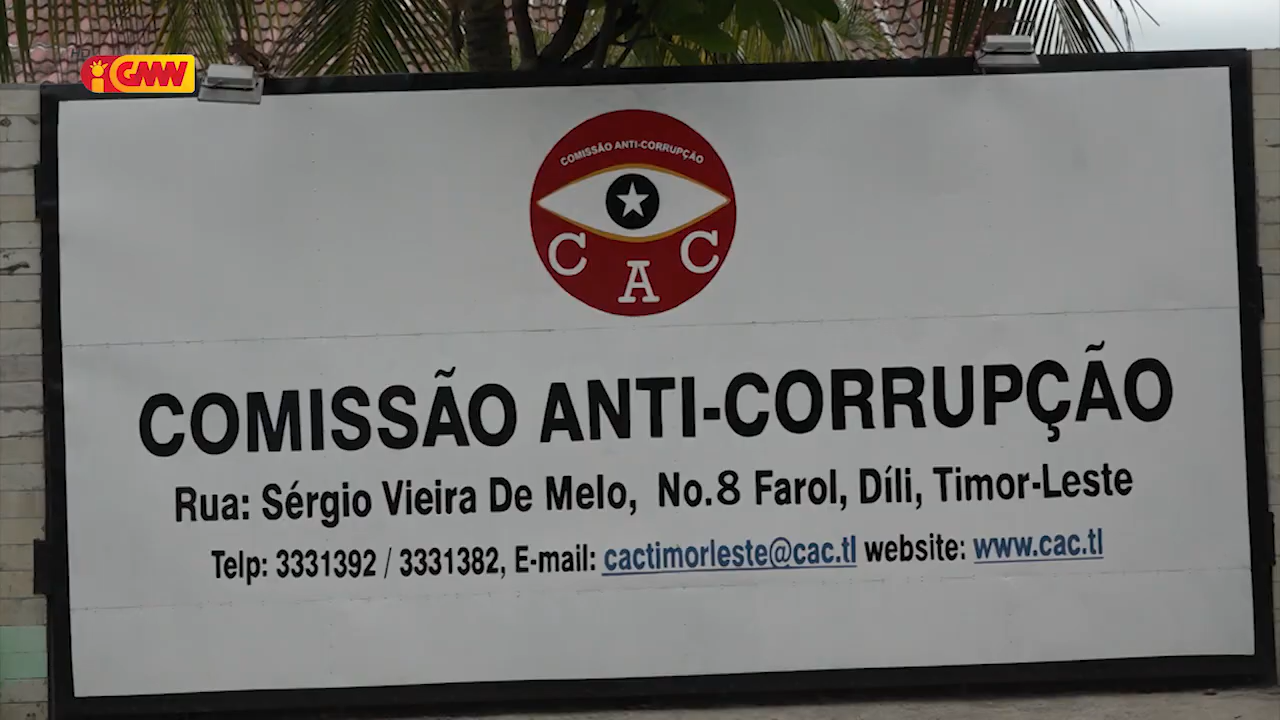 HD
GMN
COMISSÃO ANTI-CORRUPÇÃO
C A C
COMISSÃO ANTI-CORRUPÇÃO
Rua: Sérgio Vieira De Melo, No.8 Farol, Díli, Timor-Leste
Telp: 3331392 / 3331382, E-mail: cactimorleste@cac.tl website: www.cac.tl